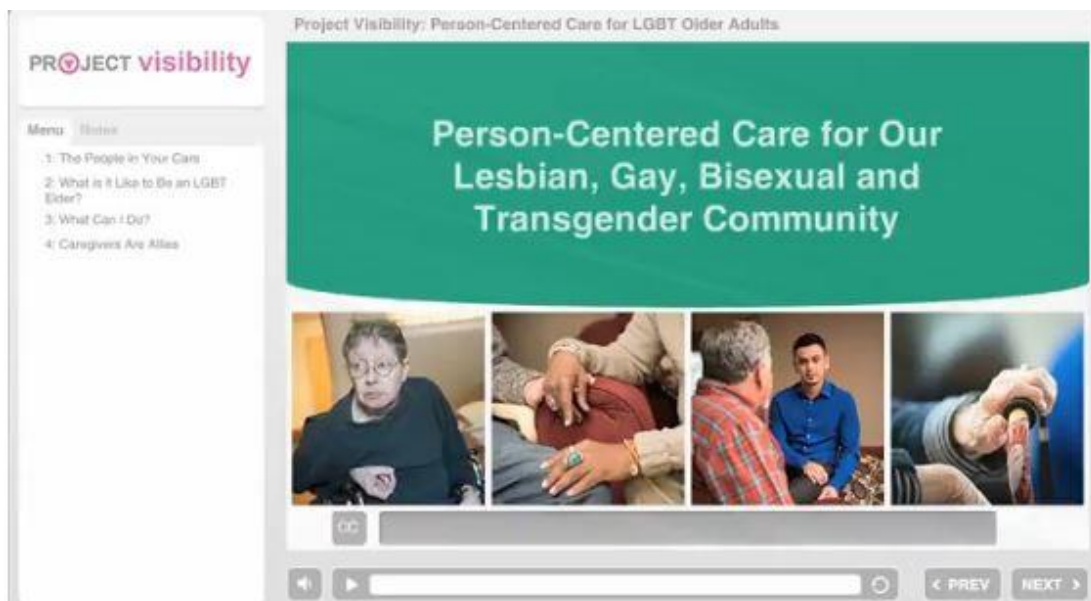 Project Visibility: Person-Centered Care for LGBT Older Adults
PROJECT visibility
Menu Notes
1: The People in Your Care
2: What is it Like to Be an LGBT
Elder?
3: What Can I Do?
4: Caregivers Are Allies
Person-Centered Care for Our
Lesbian, Gay, Bisexual and
Transgender Community
CC
< PREV
NEXT >